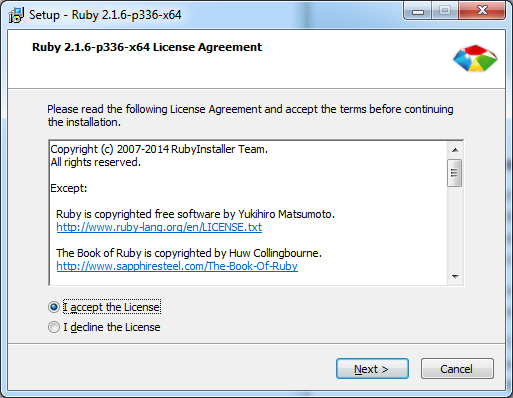 Setup - Ruby 2.1.6-p336-x64
Ruby 2.1.6-p336-x64 License Agreement
Please read the following License Agreement and accept the terms before continuing
the installation.
Copyright (c) 2007-2014 RubyInstaller Team.
All rights reserved.
Except:
Ruby is copyrighted free software by Yukihiro Matsumoto.
http://www.ruby-lang.org/en/LICENSE.txt
The Book of Ruby is copyrighted by Huw Collingbourne.
http://www.sapphiresteel.com/The-Book-Of-Ruby
I accept the License
I decline the License
Next >
Cancel